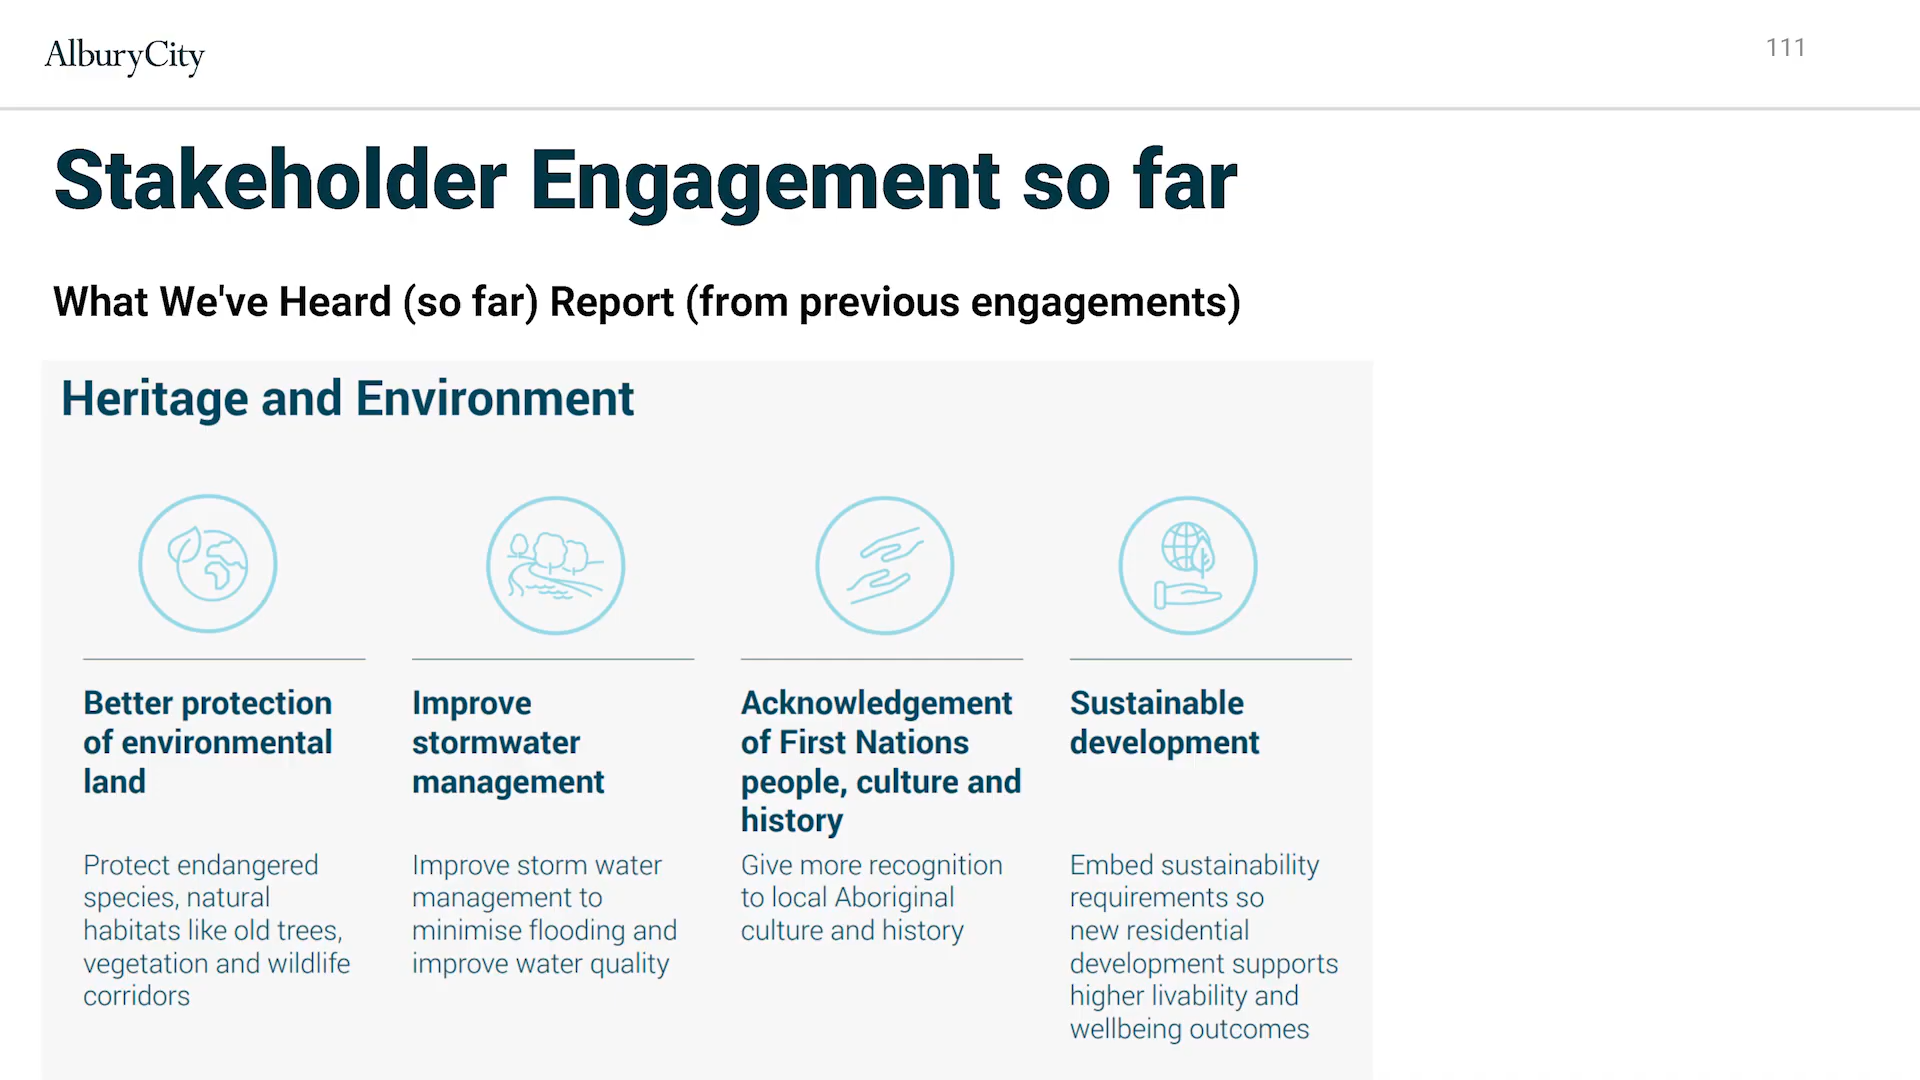 AlburyCity
111
Stakeholder Engagement so far
What We've Heard (so far) Report (from previous engagements)
Heritage and Environment
Better protection
of environmental
land
Protect endangered
species, natural
habitats like old trees,
vegetation and wildlife
corridors
Improve
stormwater
management
Improve storm water
management to
minimise flooding and
improve water quality
Acknowledgement
of First Nations
people, culture and
history
Give more recognition
to local Aboriginal
culture and history
Sustainable
development
Embed sustainability
requirements so
new residential
development supports
higher livability and
wellbeing outcomes